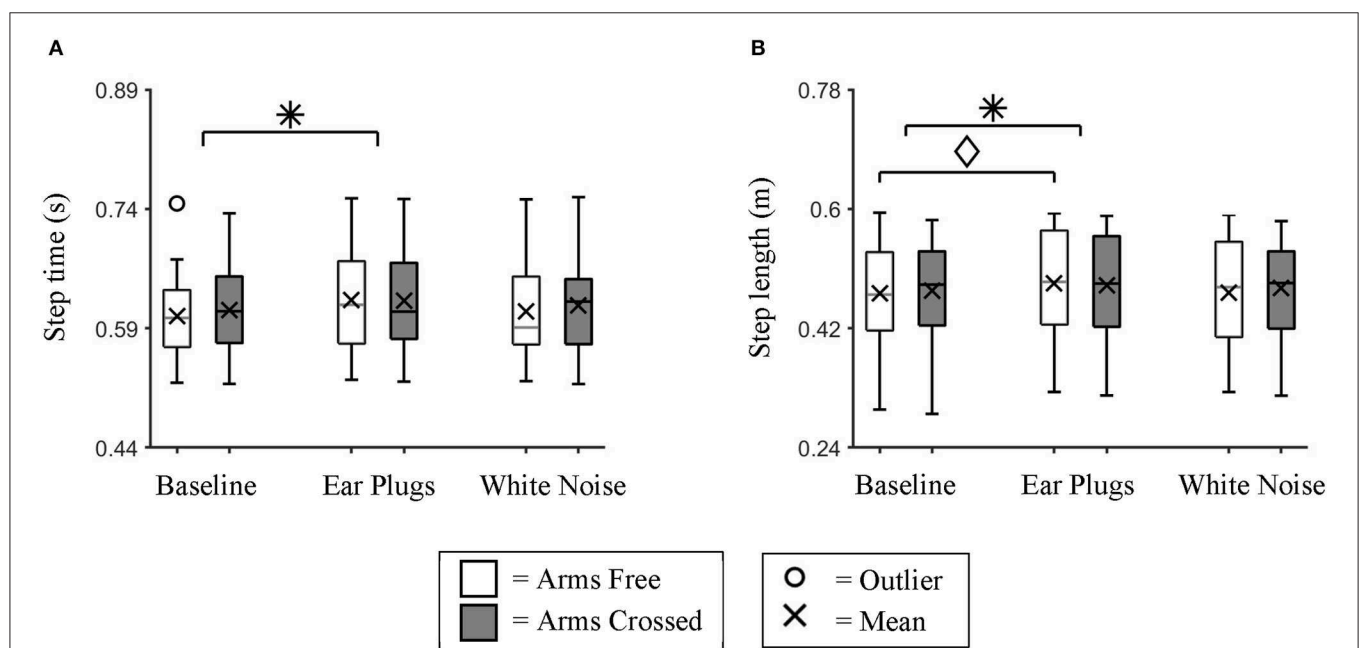 A
B
0.89
0.74
0.59
0.44
Step time (s)
Baseline Ear Plugs White Noise
0.78
0.6
0.42
0.24
Step length (m)
Baseline Ear Plugs White Noise
= Arms Free
= Arms Crossed
= Outlier
= Mean